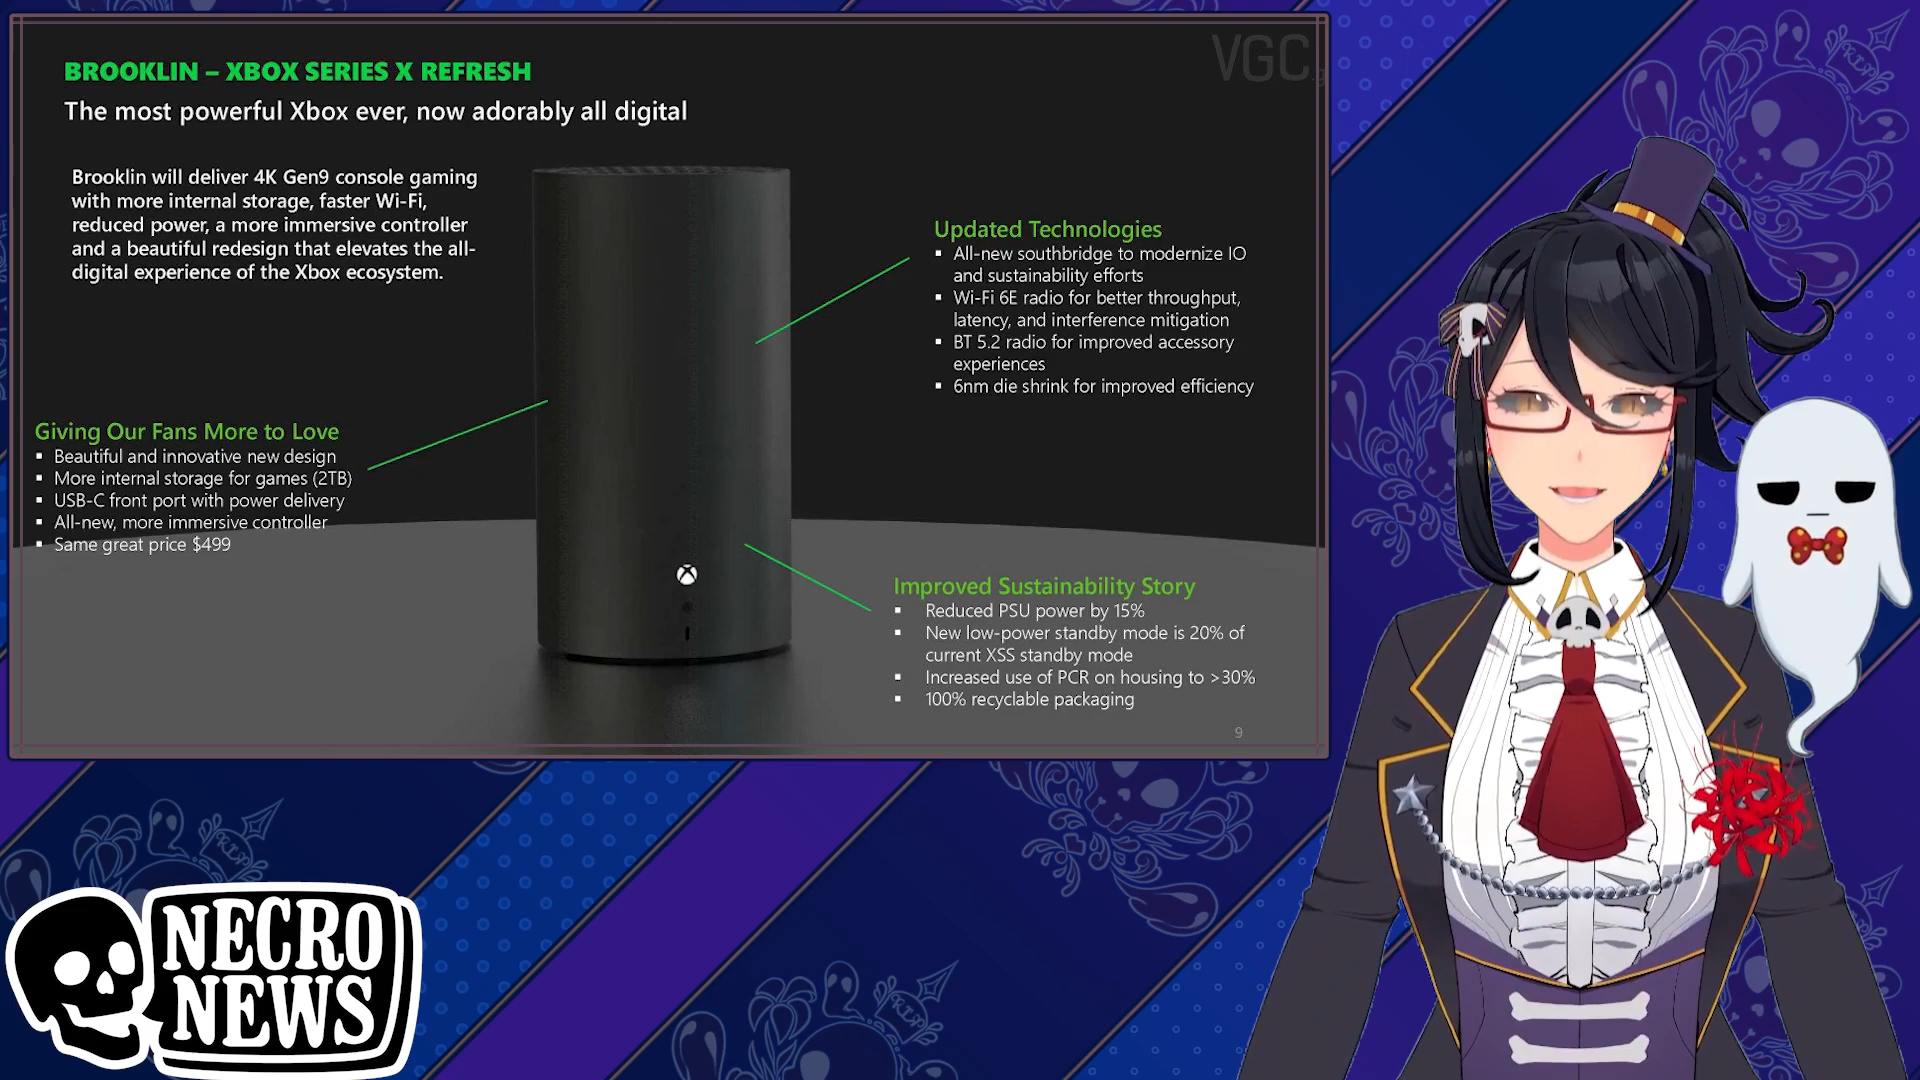 VGC
BROOKLIN – XBOX SERIES X REFRESH
The most powerful Xbox ever, now adorably all digital
Brooklin will deliver 4K Gen9 console gaming
with more internal storage, faster Wi-Fi,
reduced power, a more immersive controller
and a beautiful redesign that elevates the all-
digital experience of the Xbox ecosystem.
Updated Technologies
▪ All-new southbridge to modernize IO
and sustainability efforts
▪ Wi-Fi 6E radio for better throughput,
latency, and interference mitigation
▪ BT 5.2 radio for improved accessory
experiences
▪ 6nm die shrink for improved efficiency
Giving Our Fans More to Love
▪ Beautiful and innovative new design
▪ More internal storage for games (2TB)
▪ USB-C front port with power delivery
▪ All-new, more immersive controller
▪ Same great price $499
Improved Sustainability Story
▪ Reduced PSU power by 15%
▪ New low-power standby mode is 20% of
current XSS standby mode
▪ Increased use of PCR on housing to >30%
▪ 100% recyclable packaging
9
NECRO
NEWS